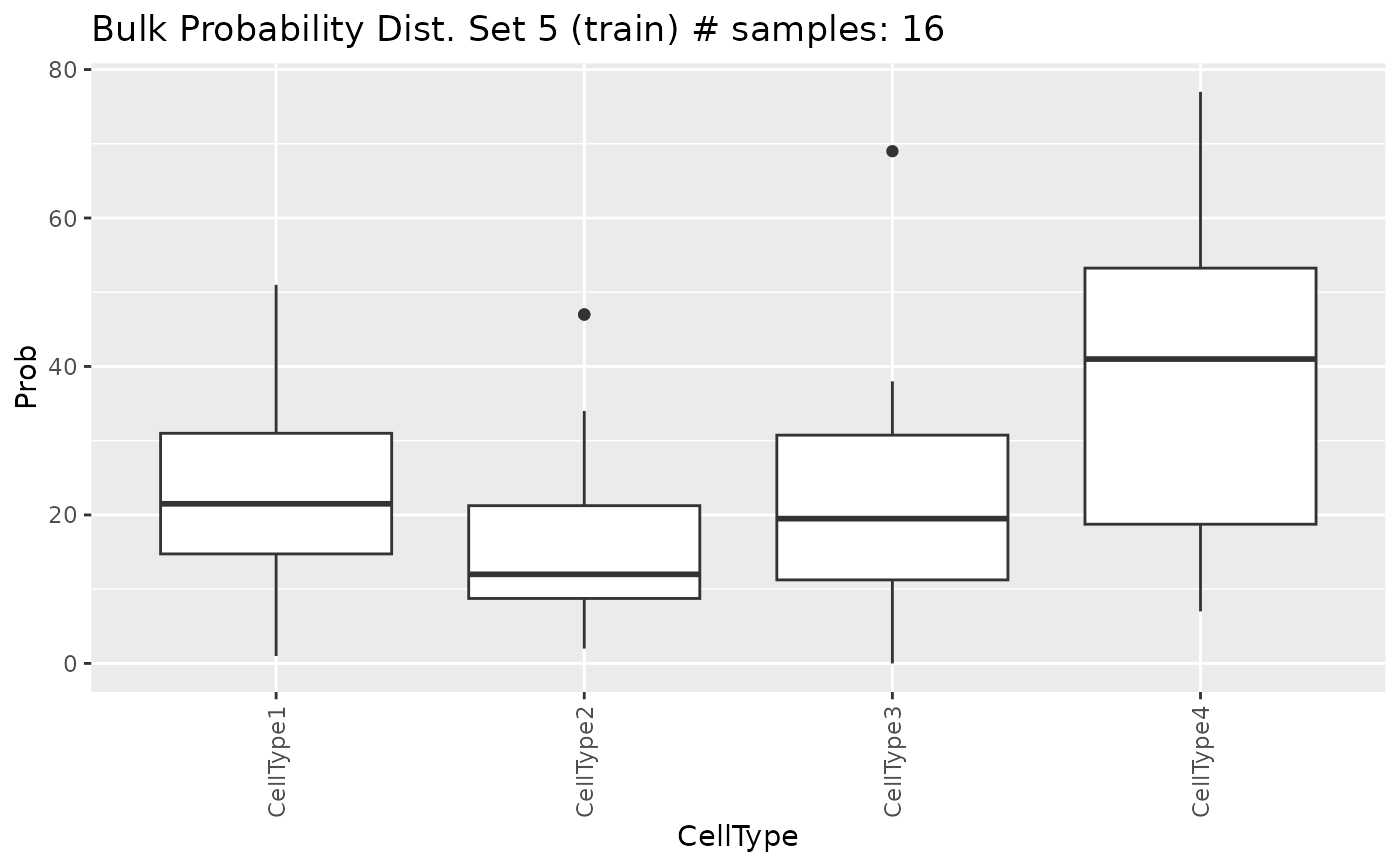 Bulk Probability Dist. Set 5 (train) # samples: 16
80
60
40
20
0
Prob
CellType1
CellType2
CellType3
CellType4
CellType